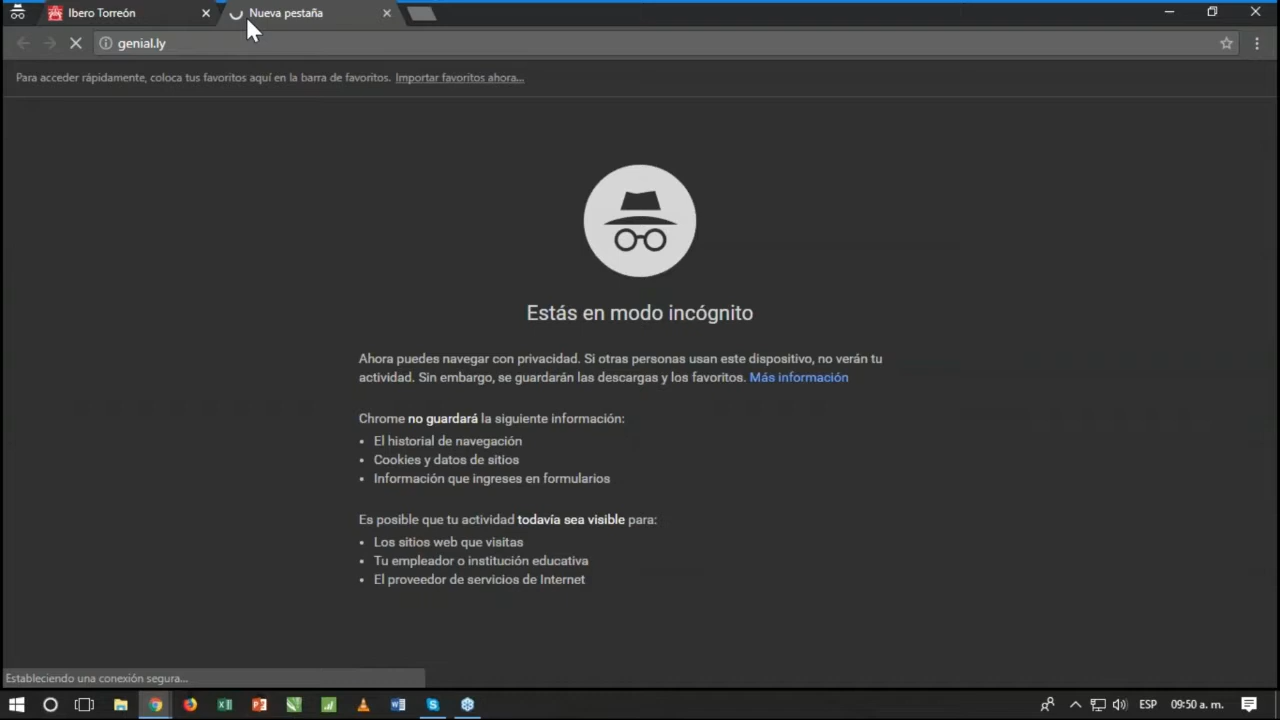 Ibero Torreón
Nueva pestaña
genial.ly
Para acceder rápidamente, coloca tus favoritos aquí en la barra de favoritos. Importar favoritos ahora...
Estás en modo incógnito
Ahora puedes navegar con privacidad. Si otras personas usan este dispositivo, no verán tu
actividad. Sin embargo, se guardarán las descargas y los favoritos. Más información
Chrome no guardará la siguiente información:
• El historial de navegación
• Cookies y datos de sitios
• Información que ingreses en formularios
Es posible que tu actividad todavía sea visible para:
• Los sitios web que visitas
• Tu empleador o institución educativa
• El proveedor de servicios de Internet
Estableciendo una conexión segura...
ESP
09:50 a. m.